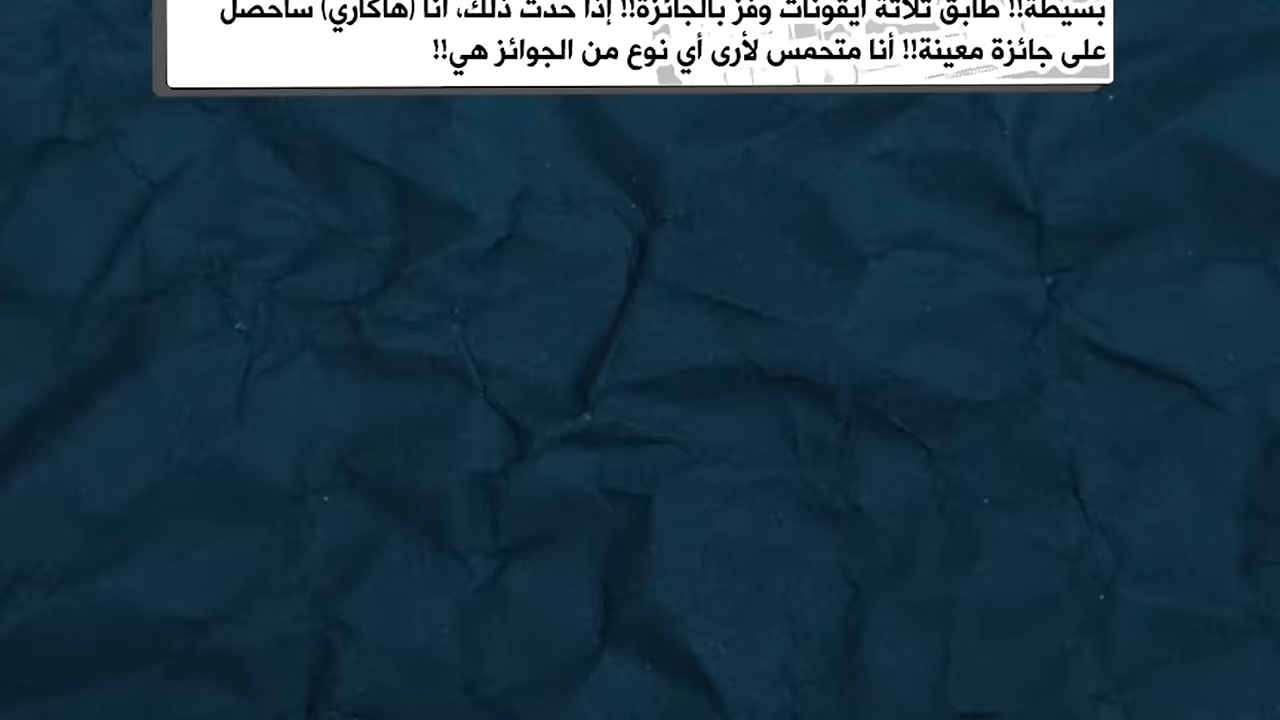 بسيطة!! طابق ثلاثة أيقونات وفز بالجائزة!! إذا حدث ذلك، أنا (هاكاري) سأحصل
على جائزة معينة!! أنا متحمس لأرى أي نوع من الجوائز هي!!